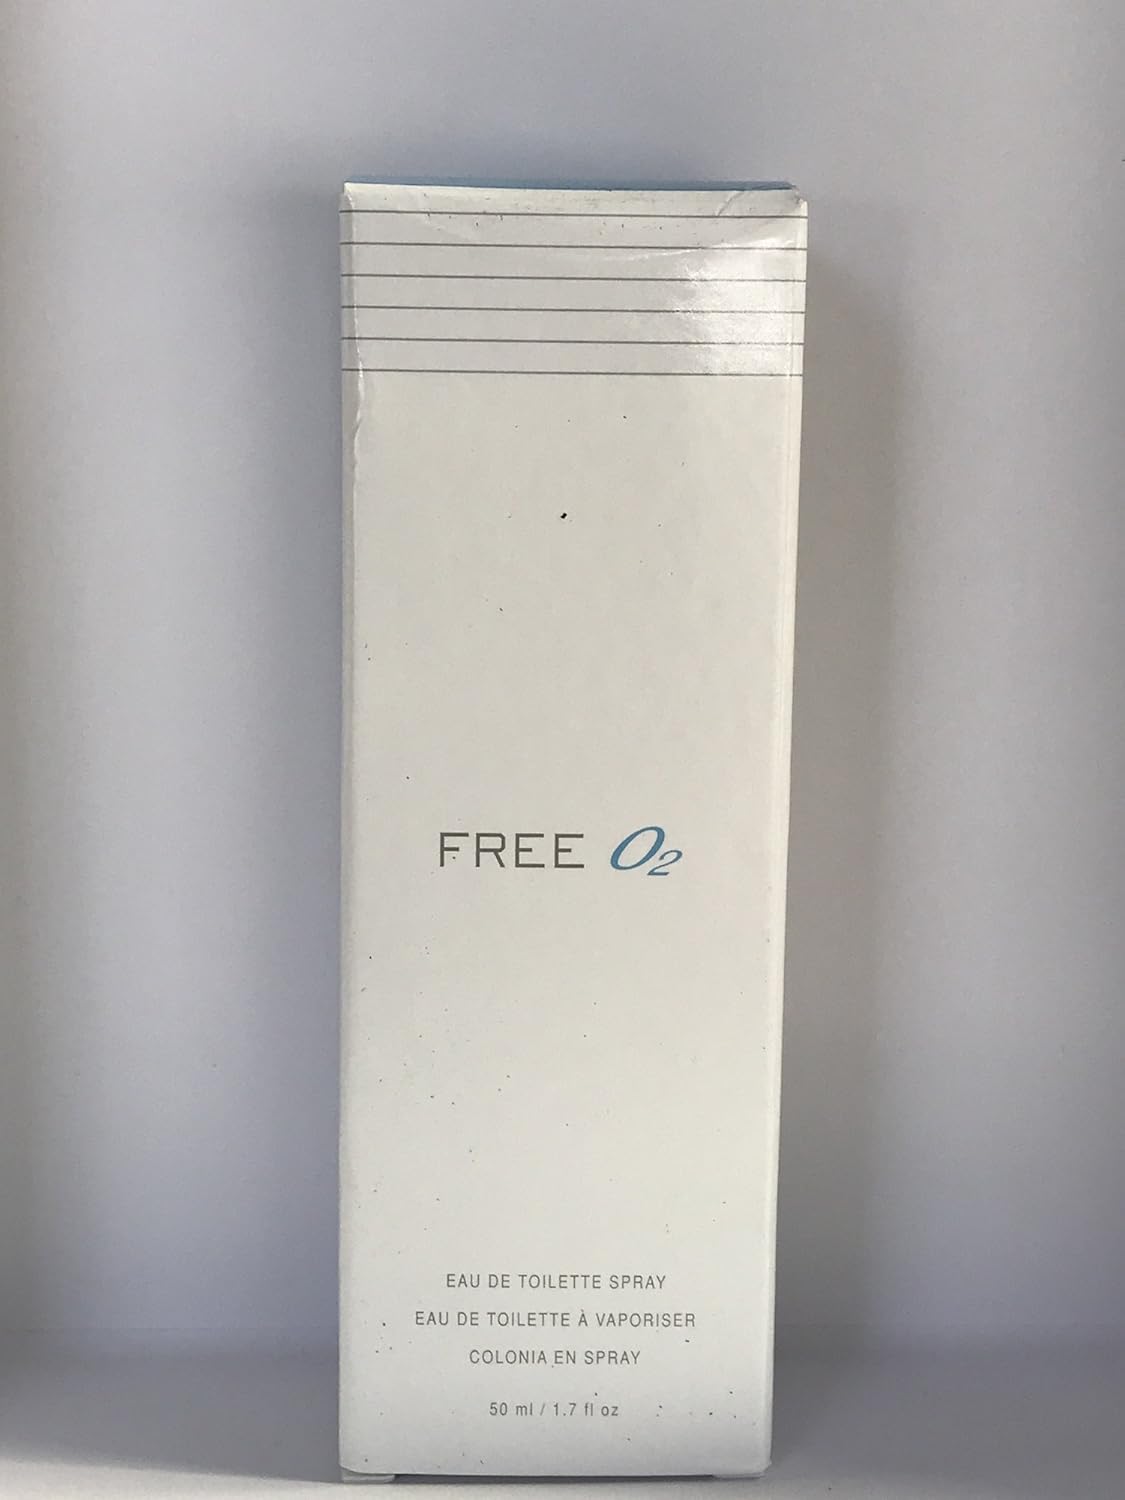 FREE O₂
EAU DE TOILETTE SPRAY
EAU DE TOILETTE À VAPORISER
COLONIA EN SPRAY
50 ml / 1.7 fl oz